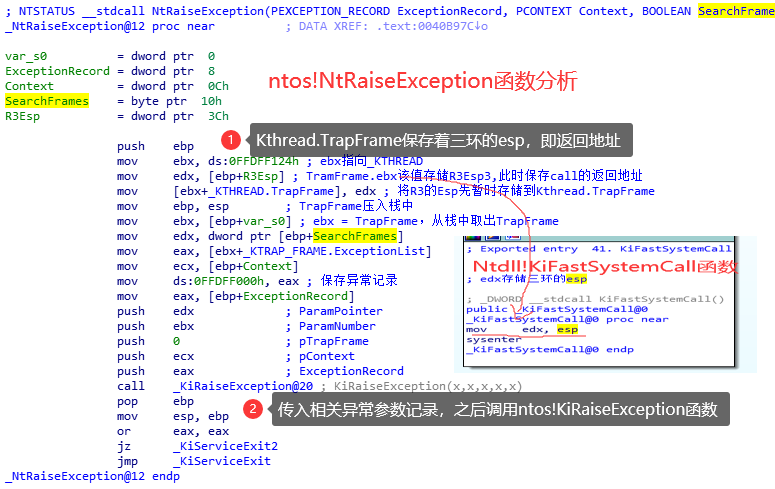 ; NTSTATUS __stdcall NtRaiseException(PEXCEPTION_RECORD ExceptionRecord, PCONTEXT Context, BOOLEAN SearchFrame
_NtRaiseException@12 proc near ; DATA XREF: .text:0040B97C↓o
var_s0 = dword ptr 0
ExceptionRecord = dword ptr 8
Context = dword ptr 0Ch
SearchFrames = byte ptr 10h
R3Esp = dword ptr 3Ch
ntos!NtRaiseException函数分析
1 Kthread.TrapFrame保存着三环的esp，即返回地址
push ebp
mov ebx, ds:0FFDFF124h ; ebx指向_KTHREAD
mov edx, [ebp+R3Esp] ; TramFrame.ebx该值存储R3Esp3,此时保存call的返回地址
mov [ebx+_KTHREAD.TrapFrame], edx ; 将R3的Esp先暂时存储到Kthread.TrapFrame
mov ebp, esp ; TrapFrame压入栈中
mov ebx, [ebp+var_s0] ; ebx = TrapFrame，从栈中取出TrapFrame
mov edx, dword ptr [ebp+SearchFrames]
mov eax, [ebx+_KTRAP_FRAME.ExceptionList]
mov ecx, [ebp+Context]
mov ds:0FFDFF000h, eax ; 保存异常记录
mov eax, [ebp+ExceptionRecord]
push edx ; ParamPointer
push ebx ; ParamNumber
push 0 ; pTrapFrame
push ecx ; pContext
push eax ; ExceptionRecord
call _KiRaiseException@20 ; KiRaiseException(x,x,x,x,x)
pop ebp
mov esp, ebp
or eax, eax
jz _KiServiceExit2
jmp _KiServiceExit
_NtRaiseException@12 endp
2 传入相关异常参数记录，之后调用ntos!KiRaiseException函数
; Exported entry 41. KiFastSystemCall
Ntdll!KiFastSystemCall函数
; edx存储三环的esp
; _DWORD __stdcall KiFastSystemCall()
public _KiFastSystemCall@0
_KiFastSystemCall@0 proc near
mov edx, esp
sysenter
_KiFastSystemCall@0 endp